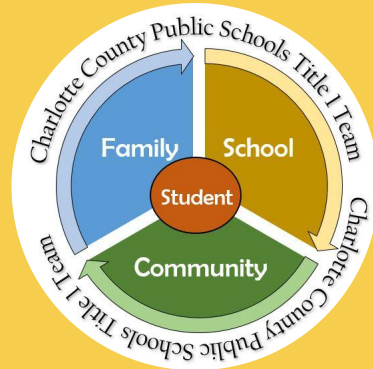 Charlotte County Public Schools Title I Team
Charlotte County Public Schools Title I Team
Family
School
Student
Community